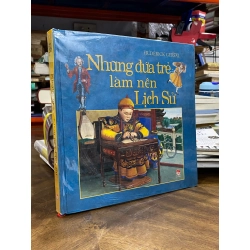 Những đứa trẻ
làm nên
Lịch Sử